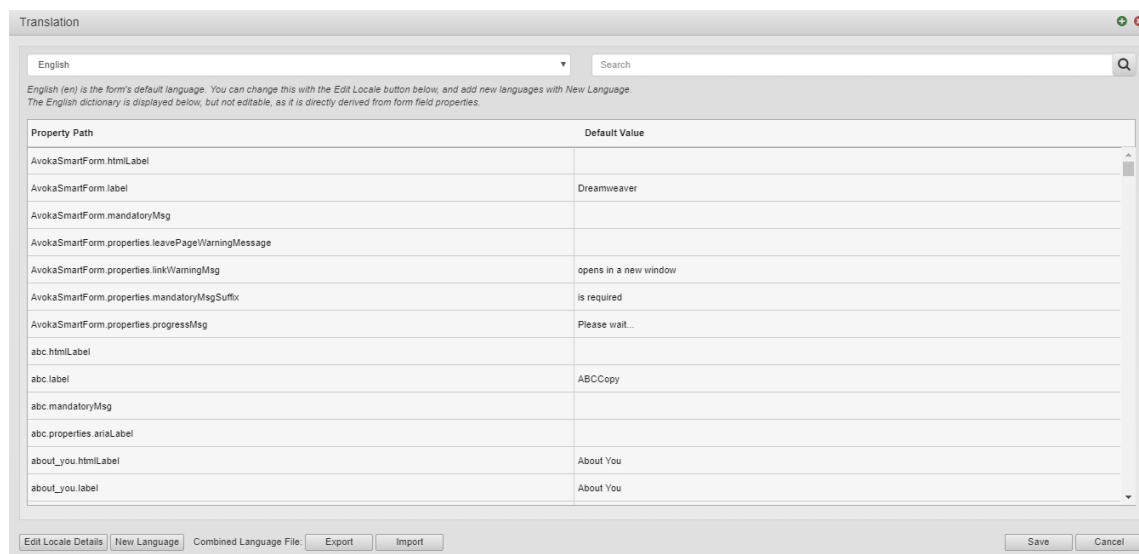 Translation
English
Search
English (en) is the form's default language. You can change this with the Edit Locale button below, and add new languages with New Language.
The English dictionary is displayed below, but not editable, as it is directly derived from form field properties.
Property Path Default Value
AvokaSmartForm.htmlLabel
AvokaSmartForm.label Dreamweaver
AvokaSmartForm.mandatoryMsg
AvokaSmartForm.properties.leavePageWarningMessage
AvokaSmartForm.properties.linkWarningMsg opens in a new window
AvokaSmartForm.properties.mandatoryMsgSuffix is required
AvokaSmartForm.properties.progressMsg Please wait...
abc.htmlLabel
abc.label ABCCopy
abc.mandatoryMsg
abc.properties.ariaLabel
about_you.htmlLabel About You
about_you.label About You
Edit Locale Details New Language Combined Language File: Export Import Save Cancel